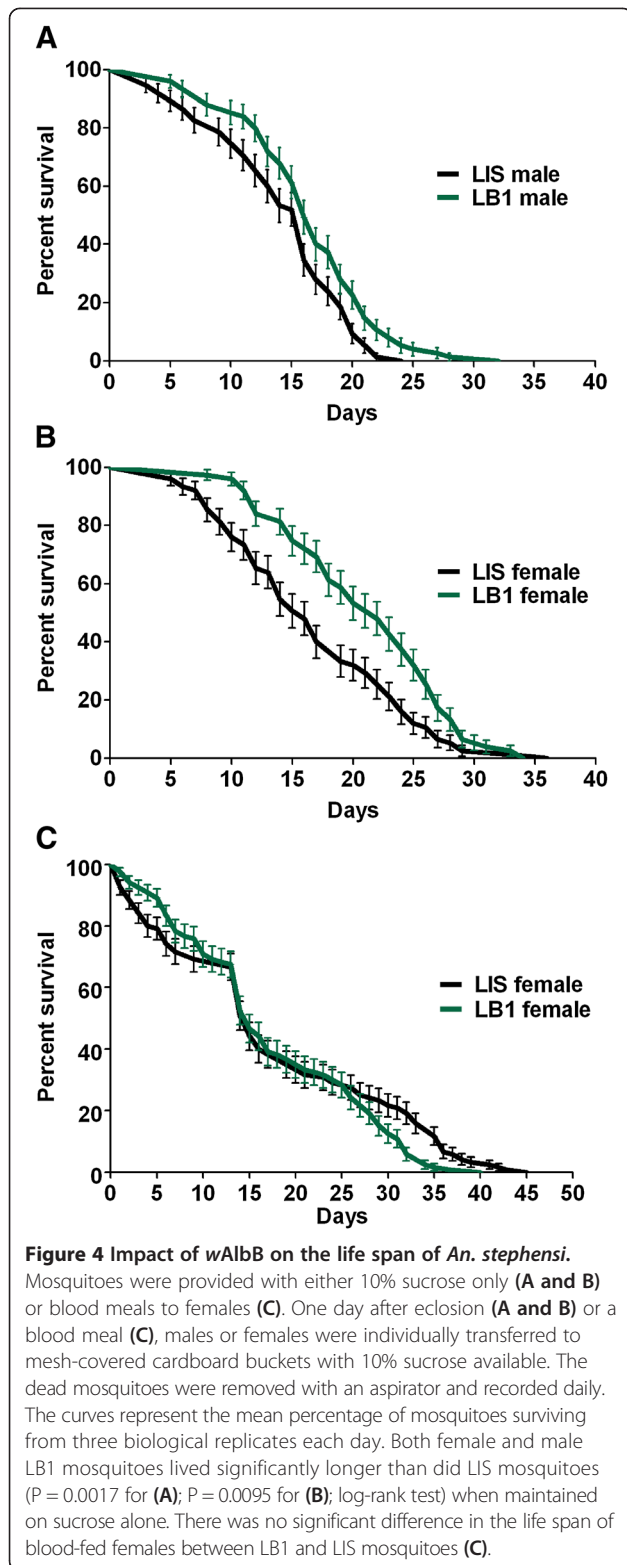 A
100
80
60
40
20
0
Percent survival
LIS male
LB1 male
0 5 10 15 20 25 30 35 40
Days
B
100
80
60
40
20
0
Percent survival
LIS female
LB1 female
0 5 10 15 20 25 30 35 40
Days
C
100
80
60
40
20
0
Percent survival
LIS female
LB1 female
0 5 10 15 20 25 30 35 40 45 50
Days
Figure 4 Impact of wAlbB on the life span of An. stephensi.
Mosquitoes were provided with either 10% sucrose only (A and B)
or blood meals to females (C). One day after eclosion (A and B) or a
blood meal (C), males or females were individually transferred to
mesh-covered cardboard buckets with 10% sucrose available. The
dead mosquitoes were removed with an aspirator and recorded daily.
The curves represent the mean percentage of mosquitoes surviving
from three biological replicates each day. Both female and male
LB1 mosquitoes lived significantly longer than did LIS mosquitoes
(P = 0.0017 for (A); P = 0.0095 for (B); log-rank test) when maintained
on sucrose alone. There was no significant difference in the life span of
blood-fed females between LB1 and LIS mosquitoes (C).